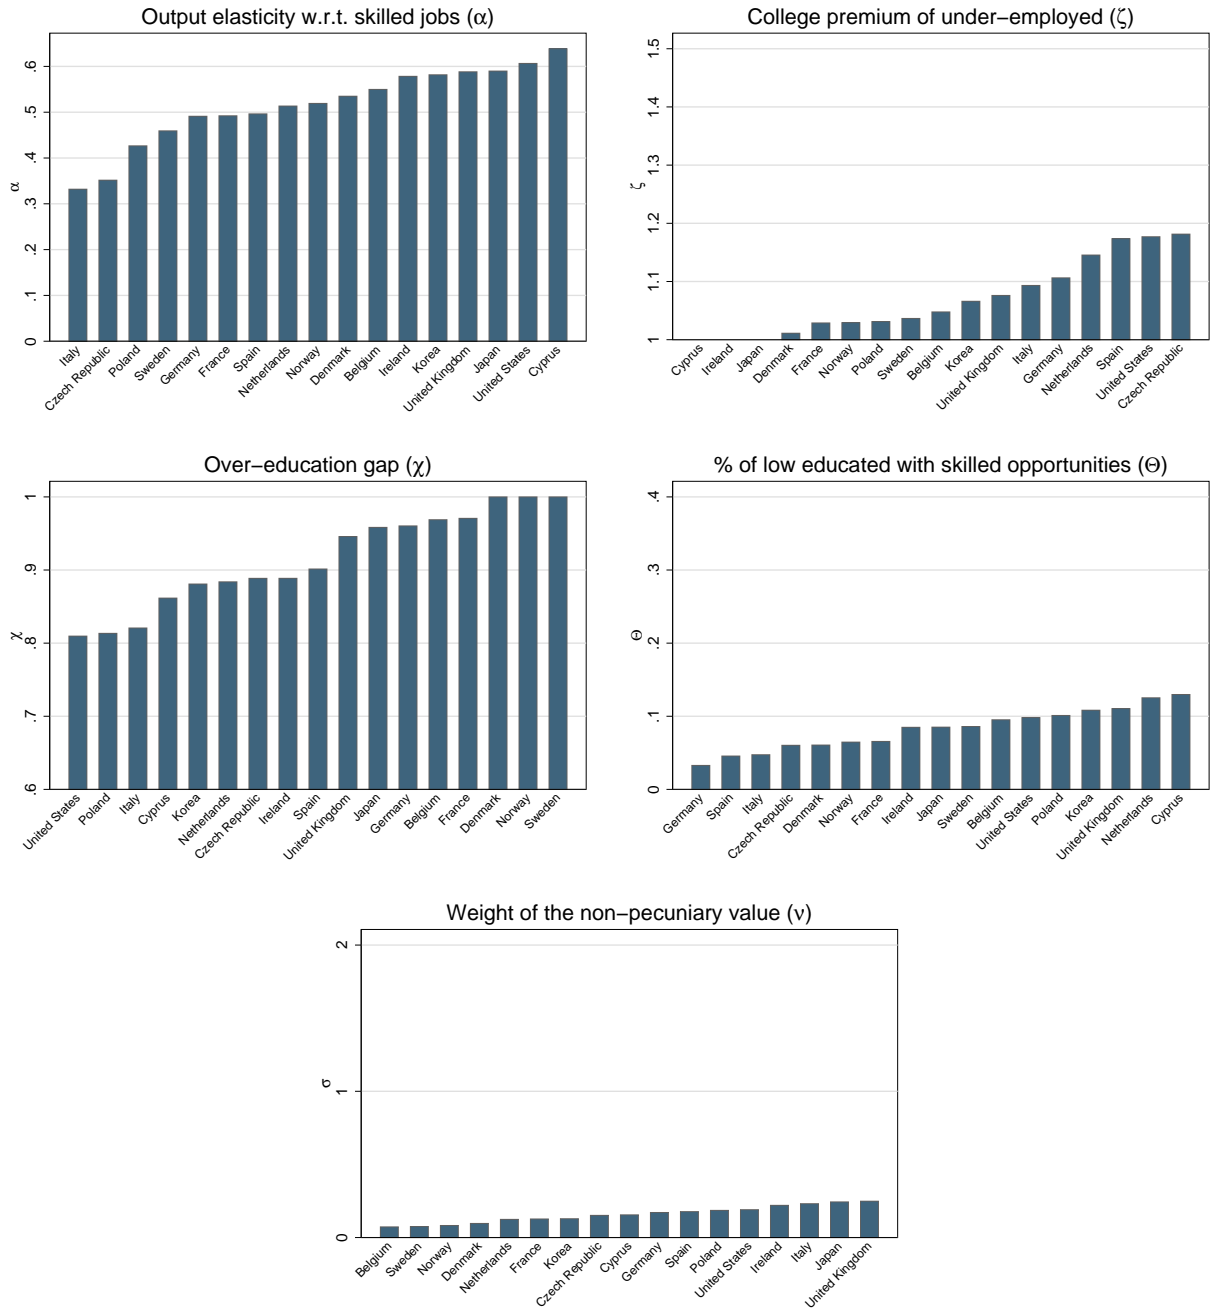 Output elasticity w.r.t. skilled jobs (α)
α
.6
.5
.4
.3
.2
.1
0
Italy
Czech Republic
Poland
Sweden
Germany
France
Spain
Netherlands
Norway
Denmark
Belgium
Ireland
Korea
United Kingdom
Japan
United States
Cyprus
College premium of under−employed (ζ)
ζ
1.5
1.4
1.3
1.2
1.1
1
Cyprus
Ireland
Japan
Denmark
France
Norway
Poland
Sweden
Belgium
Korea
United Kingdom
Italy
Germany
Netherlands
Spain
United States
Czech Republic
Over−education gap (χ)
χ
1
.9
.8
.7
.6
United States
Poland
Italy
Cyprus
Korea
Netherlands
Czech Republic
Ireland
Spain
United Kingdom
Japan
Germany
Belgium
France
Denmark
Norway
Sweden
% of low educated with skilled opportunities (Θ)
Θ
.4
.3
.2
.1
0
Germany
Spain
Italy
Czech Republic
Denmark
Norway
France
Ireland
Japan
Sweden
Belgium
United States
Poland
Korea
United Kingdom
Netherlands
Cyprus
Weight of the non−pecuniary value (ν)
σ
2
1
0
Belgium
Sweden
Norway
Denmark
Netherlands
France
Korea
Czech Republic
Cyprus
Germany
Spain
Poland
United States
Ireland
Italy
Japan
United Kingdom